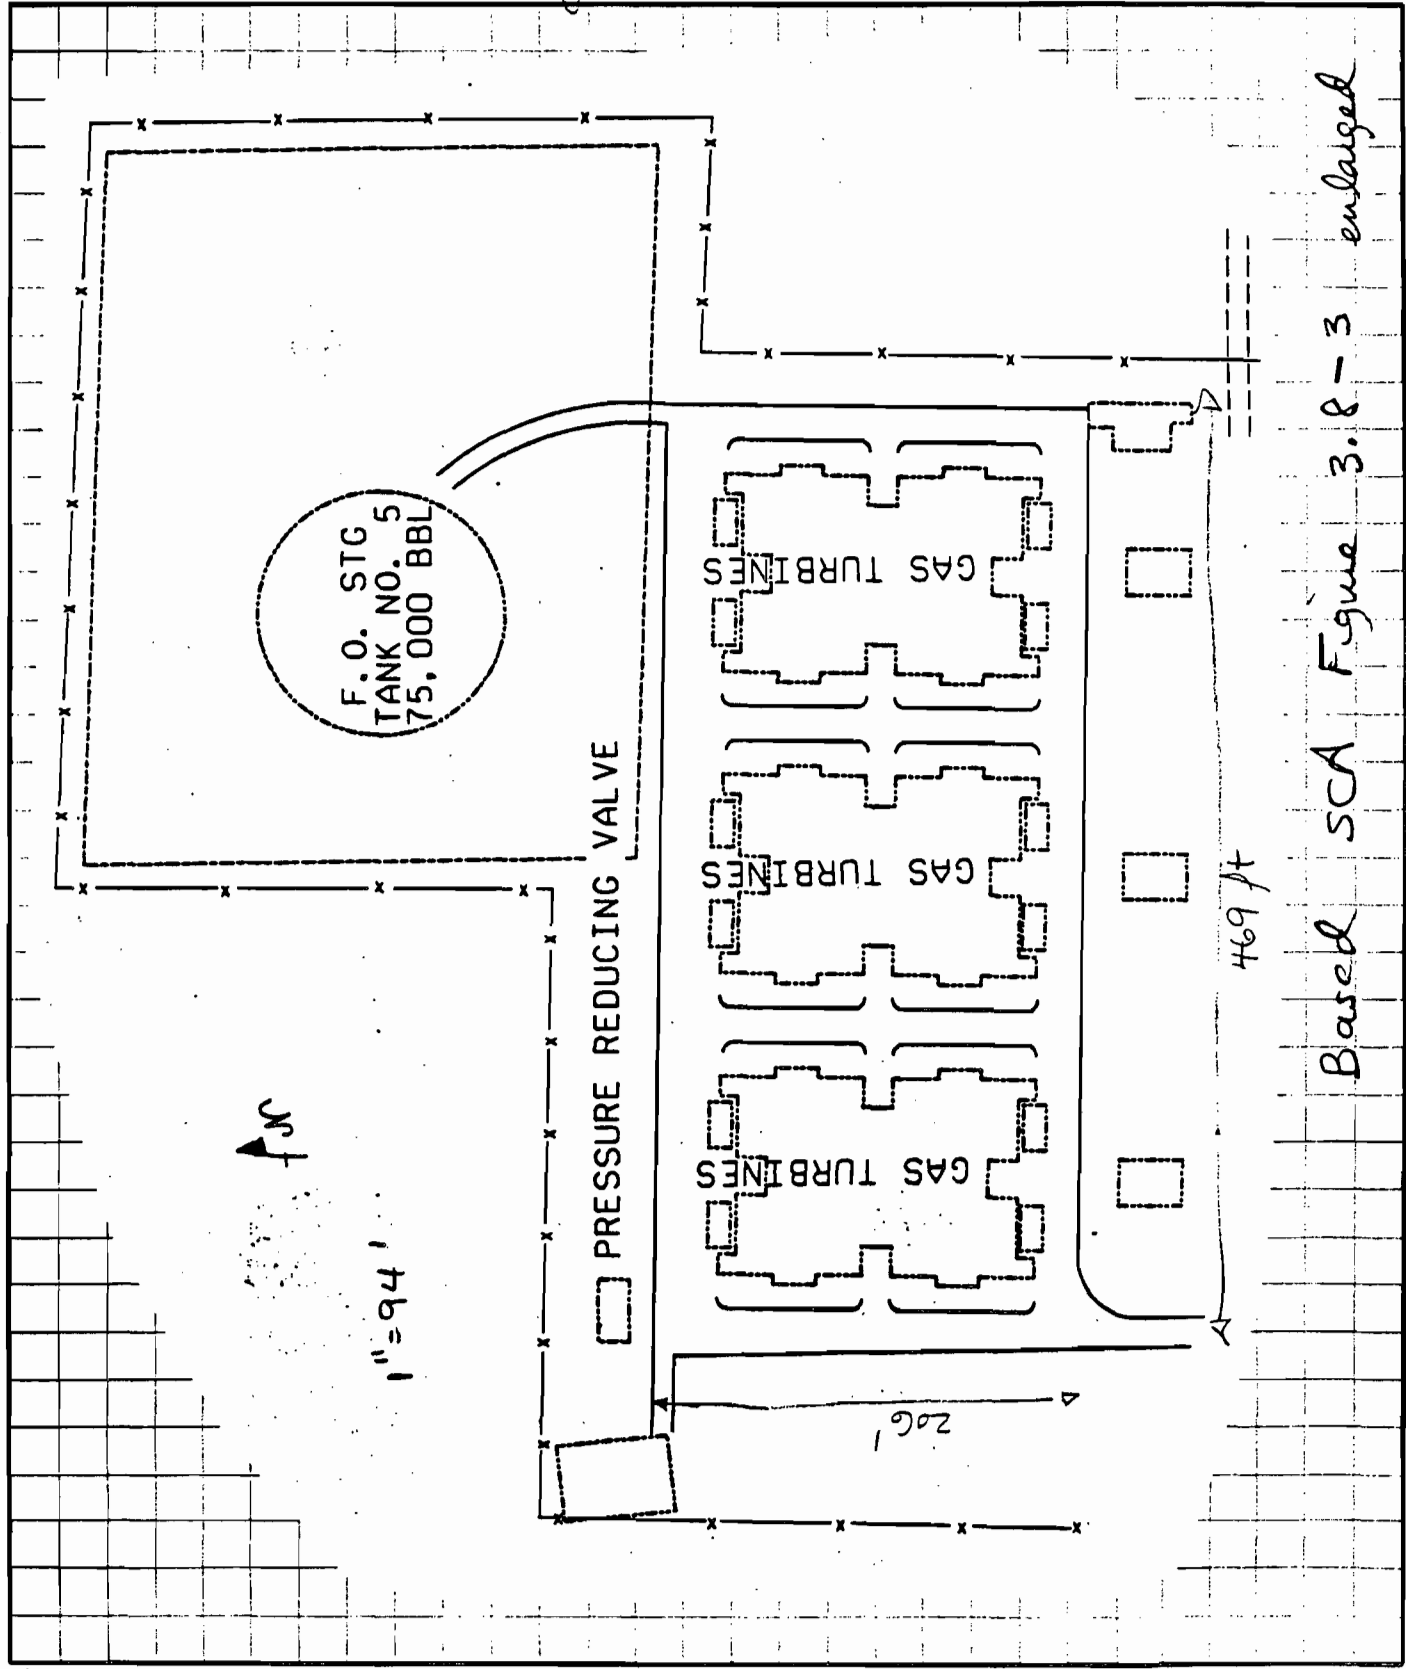 F.O. STG
TANK NO. 5
75,000 BBL
PRESSURE REDUCING VALVE
GAS TURBINES
GAS TURBINES
GAS TURBINES
N
1"=94'
206'
469 ft
Based SCA Figure 3.8-3 enlarged